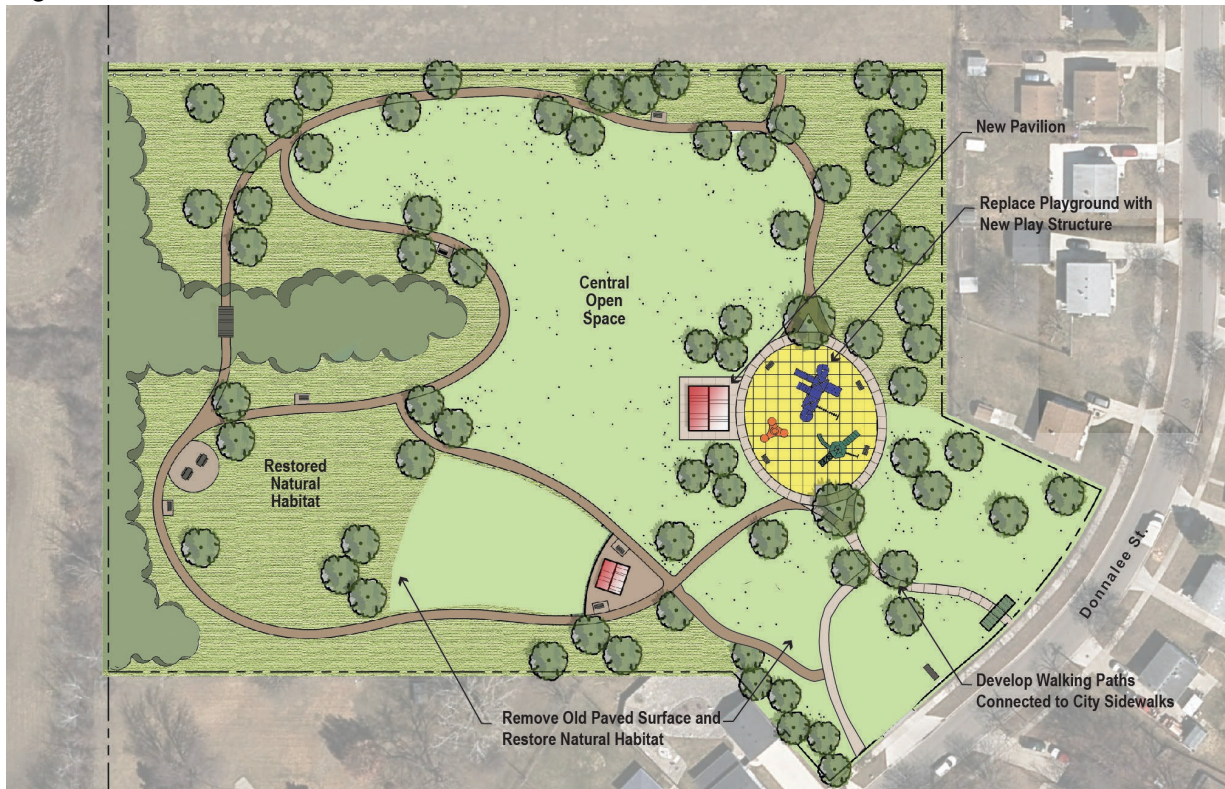 New Pavilion
Replace Playground with
New Play Structure
Central
Open
Space
Restored
Natural
Habitat
Donnalee St.
Develop Walking Paths
Connected to City Sidewalks
Remove Old Paved Surface and
Restore Natural Habitat